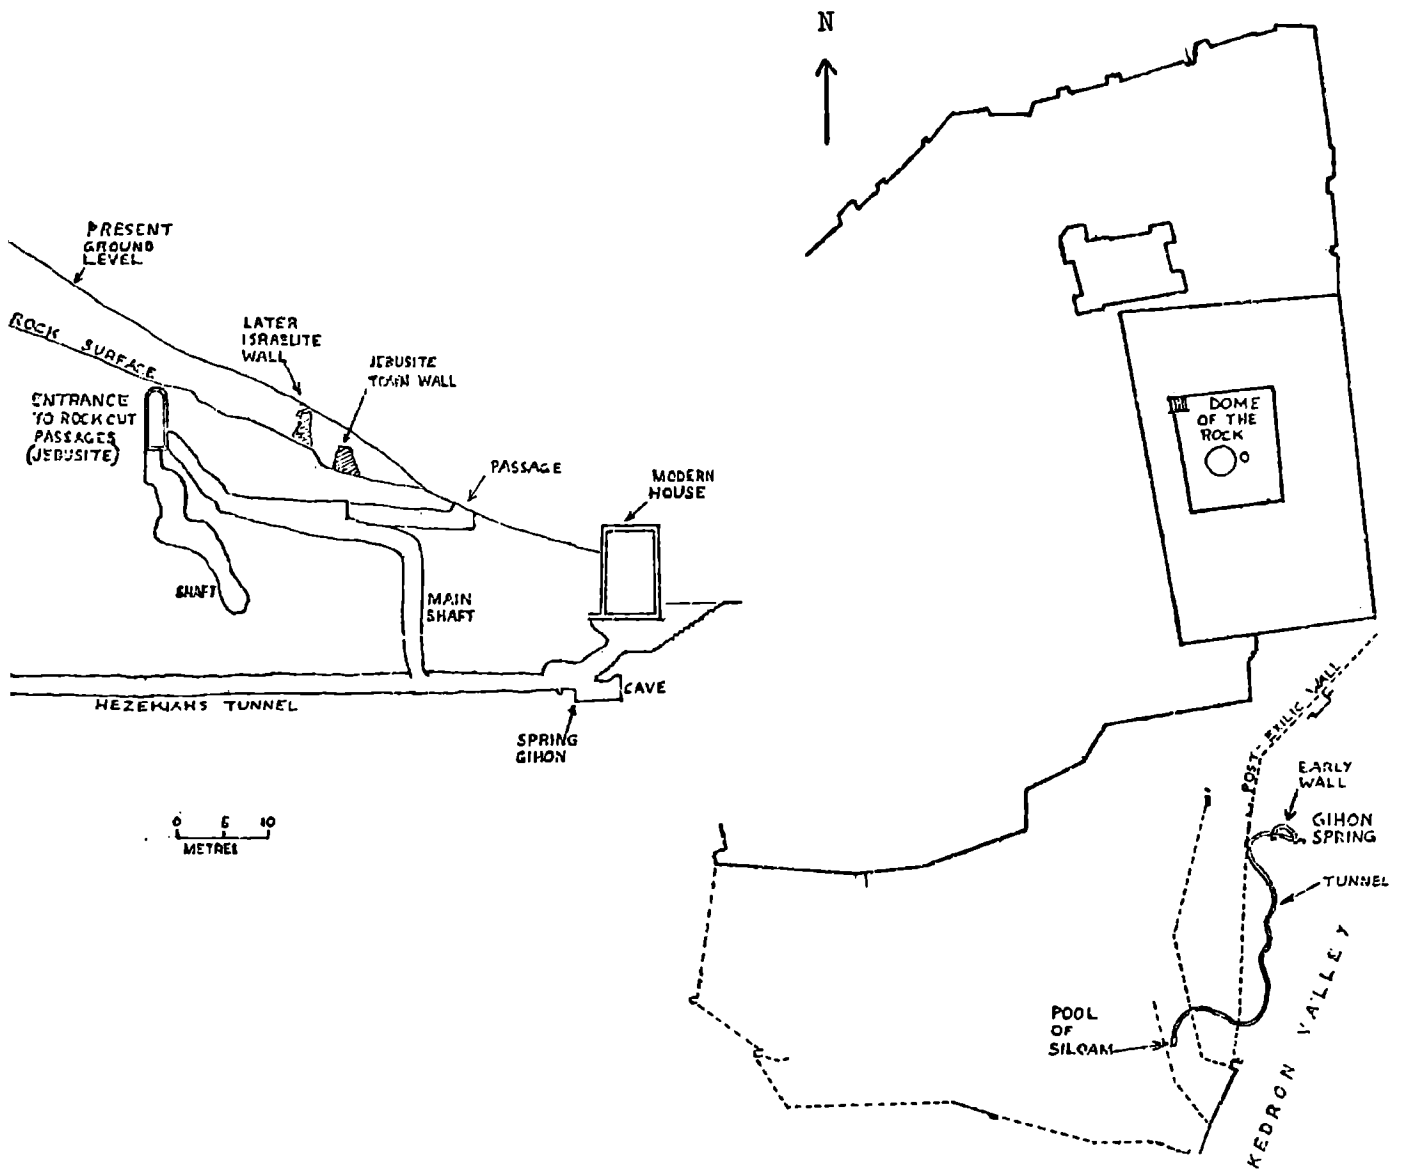 N
PRESENT
GROUND
LEVEL
ROCK SURFACE
LATER
ISRAELITE
WALL
JEBUSITE
TOWN WALL
ENTRANCE
TO ROCK CUT
PASSAGES
(JEBUSITE)
PASSAGE
MODERN
HOUSE
SHAFT
MAIN
SHAFT
HEZEKIAHS TUNNEL
CAVE
SPRING
GIHON
0 5 10
METRES
DOME
OF THE
ROCK
POST-EXILIC WALL
EARLY
WALL
GIHON
SPRING
TUNNEL
POOL
OF
SILOAM
KEDRON VALLEY